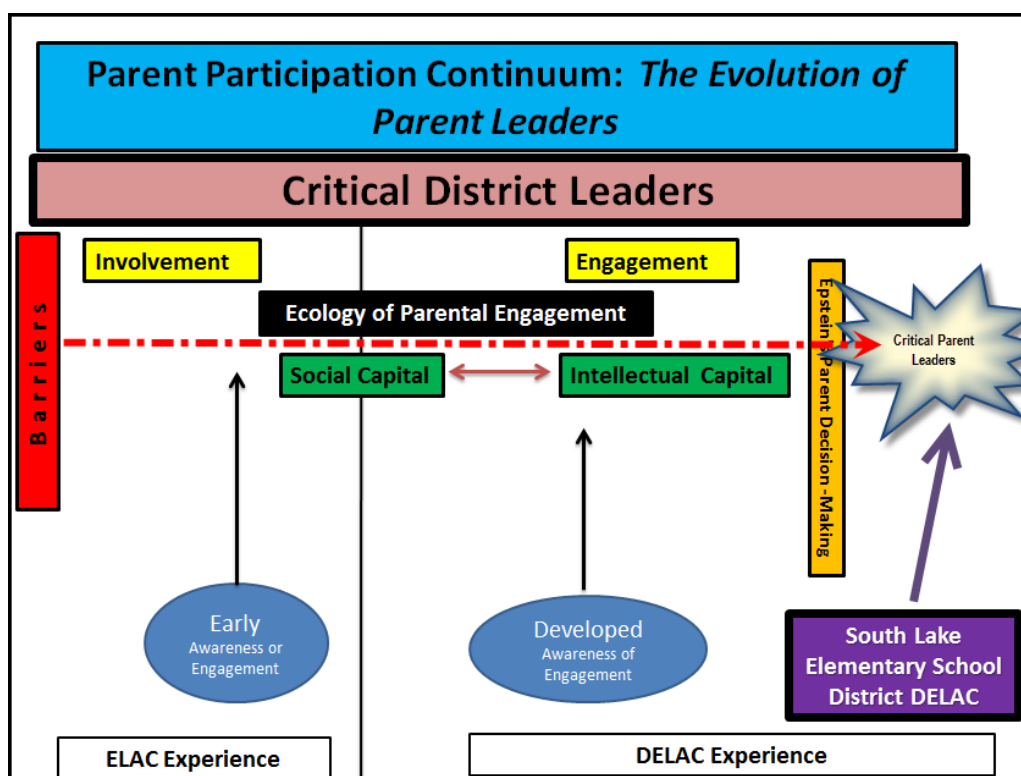 Parent Participation Continuum: The Evolution of
Parent Leaders
Critical District Leaders
Barriers
Involvement
Engagement
Ecology of Parental Engagement
Social Capital
Intellectual Capital
Epstein's Parent Decision -Making
Critical Parent
Leaders
Early
Awareness or
Engagement
Developed
Awareness of
Engagement
South Lake
Elementary School
District DELAC
ELAC Experience
DELAC Experience